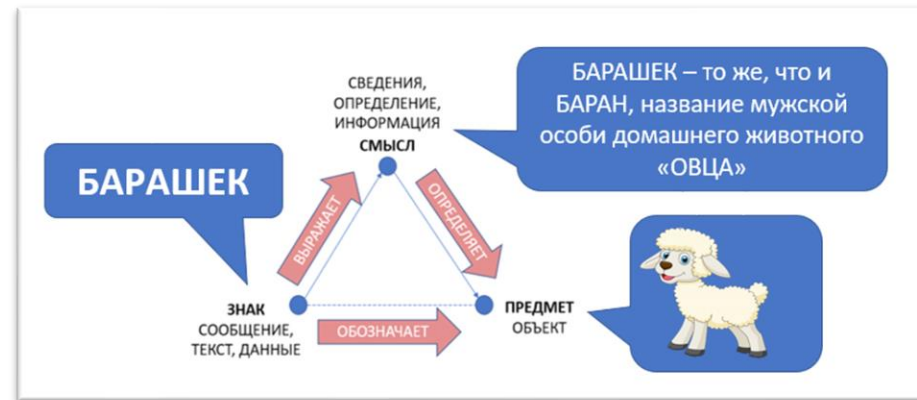 СВЕДЕНИЯ,
ОПРЕДЕЛЕНИЕ,
ИНФОРМАЦИЯ
СМЫСЛ
БАРАШЕК – то же, что и
БАРАН, название мужской
особи домашнего животного
«ОВЦА»
БАРАШЕК
ВЫРАЖАЕТ
ОПРЕДЕЛЯЕТ
ЗНАК
СООБЩЕНИЕ,
ТЕКСТ, ДАННЫЕ
ОБОЗНАЧАЕТ
ПРЕДМЕТ
ОБЪЕКТ